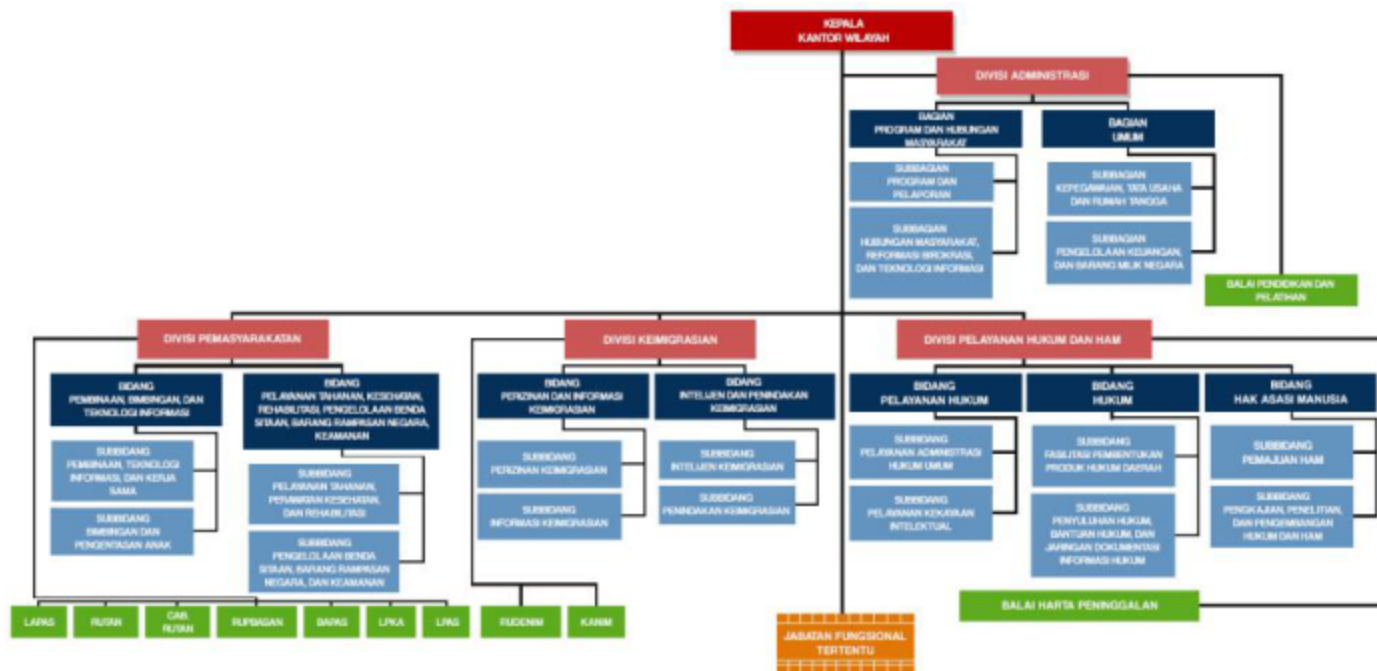 KEPALA
KANTOR WILAYAH
DIVISI ADMINISTRASI
BAGIAN
PROGRAM DAN HUBUNGAN
MASYARAKAT
BAGIAN
UMUM
SUBBAGIAN
PROGRAM DAN
PELAPORAN
SUBBAGIAN
KEPEGAWAIAN, TATA USAHA
DAN RUMAH TANGGA
SUBBAGIAN
HUBUNGAN MASYARAKAT,
REFORMASI BIROKRASI,
DAN TEKNOLOGI INFORMASI
SUBBAGIAN
PENGELOLAAN KEUANGAN,
DAN BARANG MILIK NEGARA
BALAI PENDIDIKAN DAN
PELATIHAN
DIVISI PEMASYARAKATAN
DIVISI KEIMIGRASIAN
DIVISI PELAYANAN HUKUM DAN HAM
BIDANG
PEMBINAAN, BIMBINGAN, DAN
TEKNOLOGI INFORMASI
BIDANG
PELAYANAN TAHANAN, KESEHATAN,
REHABILITASI, PENGELOLAAN BENDA
SITAAN, BARANG RAMPASAN NEGARA,
KEAMANAN
BIDANG
PERIZINAN DAN INFORMASI
KEIMIGRASIAN
BIDANG
INTELIJEN DAN PENINDAKAN
KEIMIGRASIAN
BIDANG
PELAYANAN HUKUM
BIDANG
HUKUM
BIDANG
HAK ASASI MANUSIA
SUBBIDANG
PEMBINAAN, TEKNOLOGI
INFORMASI, DAN KERJA
SAMA
SUBBIDANG
BIMBINGAN DAN
PENGENTASAN ANAK
SUBBIDANG
PELAYANAN TAHANAN,
PERAWATAN KESEHATAN,
DAN REHABILITASI
SUBBIDANG
PENGELOLAAN BENDA
SITAAN, BARANG RAMPASAN
NEGARA, DAN KEAMANAN
SUBBIDANG
PERIZINAN KEIMIGRASIAN
SUBBIDANG
INFORMASI KEIMIGRASIAN
SUBBIDANG
INTELIJEN KEIMIGRASIAN
SUBBIDANG
PENINDAKAN KEIMIGRASIAN
SUBBIDANG
PELAYANAN ADMINISTRASI
HUKUM UMUM
SUBBIDANG
PELAYANAN KEKAYAAN
INTELEKTUAL
SUBBIDANG
FASILITASI PEMBENTUKAN
PRODUK HUKUM DAERAH
SUBBIDANG
PENYULUHAN HUKUM,
BANTUAN HUKUM, DAN
JARINGAN DOKUMENTASI
INFORMASI HUKUM
SUBBIDANG
PEMAJUAN HAM
SUBBIDANG
PENGKAJIAN, PENELITIAN,
DAN PENGEMBANGAN
HUKUM DAN HAM
LAPAS
RUTAN
CAB.
RUTAN
RUPBASAN
BAPAS
LPKA
LPAS
RUDENIM
KANIM
BALAI HARTA PENINGGALAN
JABATAN FUNGSIONAL
TERTENTU